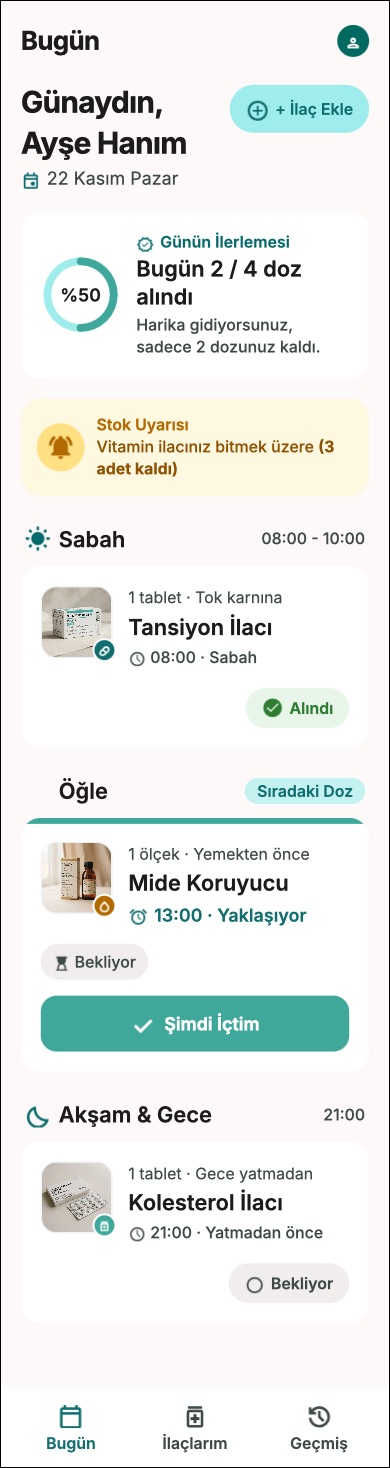 Bugün
Günaydın,
Ayşe Hanım
+ İlaç Ekle
22 Kasım Pazar
%50
Günün İlerlemesi
Bugün 2 / 4 doz
alındı
Harika gidiyorsunuz,
sadece 2 dozunuz kaldı.
Stok Uyarısı
Vitamin ilacınız bitmek üzere (3
adet kaldı)
Sabah
08:00 - 10:00
1 tablet · Tok karnına
Tansiyon İlacı
08:00 · Sabah
Alındı
Öğle
Sıradaki Doz
1 ölçek · Yemekten önce
Mide Koruyucu
13:00 · Yaklaşıyor
Bekliyor
Şimdi İçtim
Akşam & Gece
21:00
1 tablet · Gece yatmadan
Kolesterol İlacı
21:00 · Yatmadan önce
Bekliyor
Bugün
İlaçlarım
Geçmiş